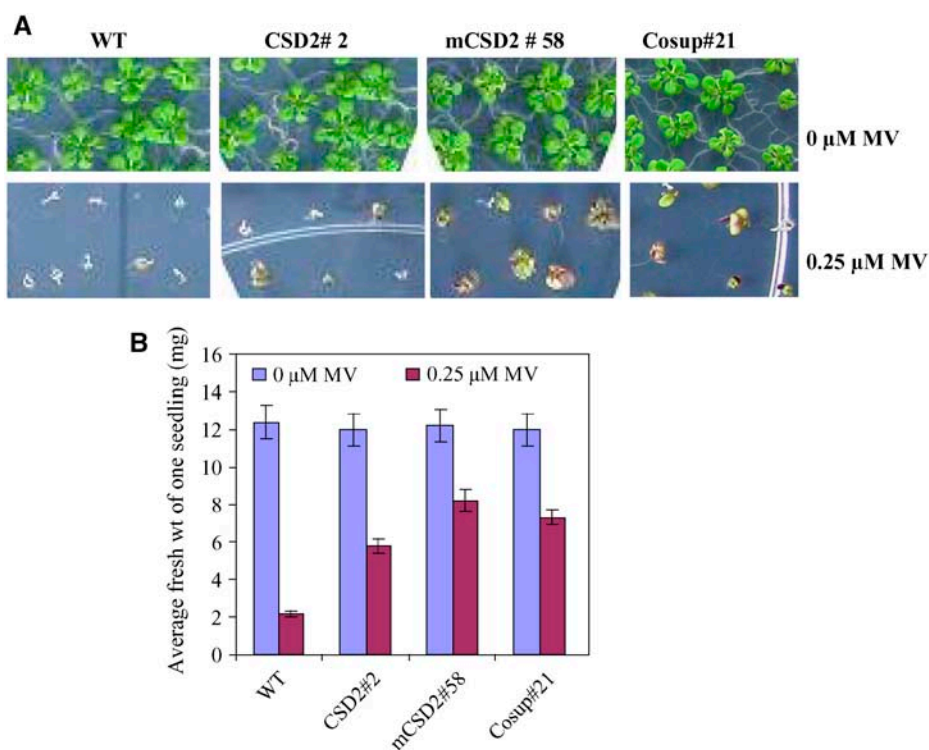 A
WT CSD2# 2 mCSD2 # 58 Cosup#21
0 µM MV
0.25 µM MV
B
Average fresh wt of one seedling (mg)
0 µM MV 0.25 µM MV
16
14
12
10
8
6
4
2
0
WT CSD2#2 mCSD2#58 Cosup#21